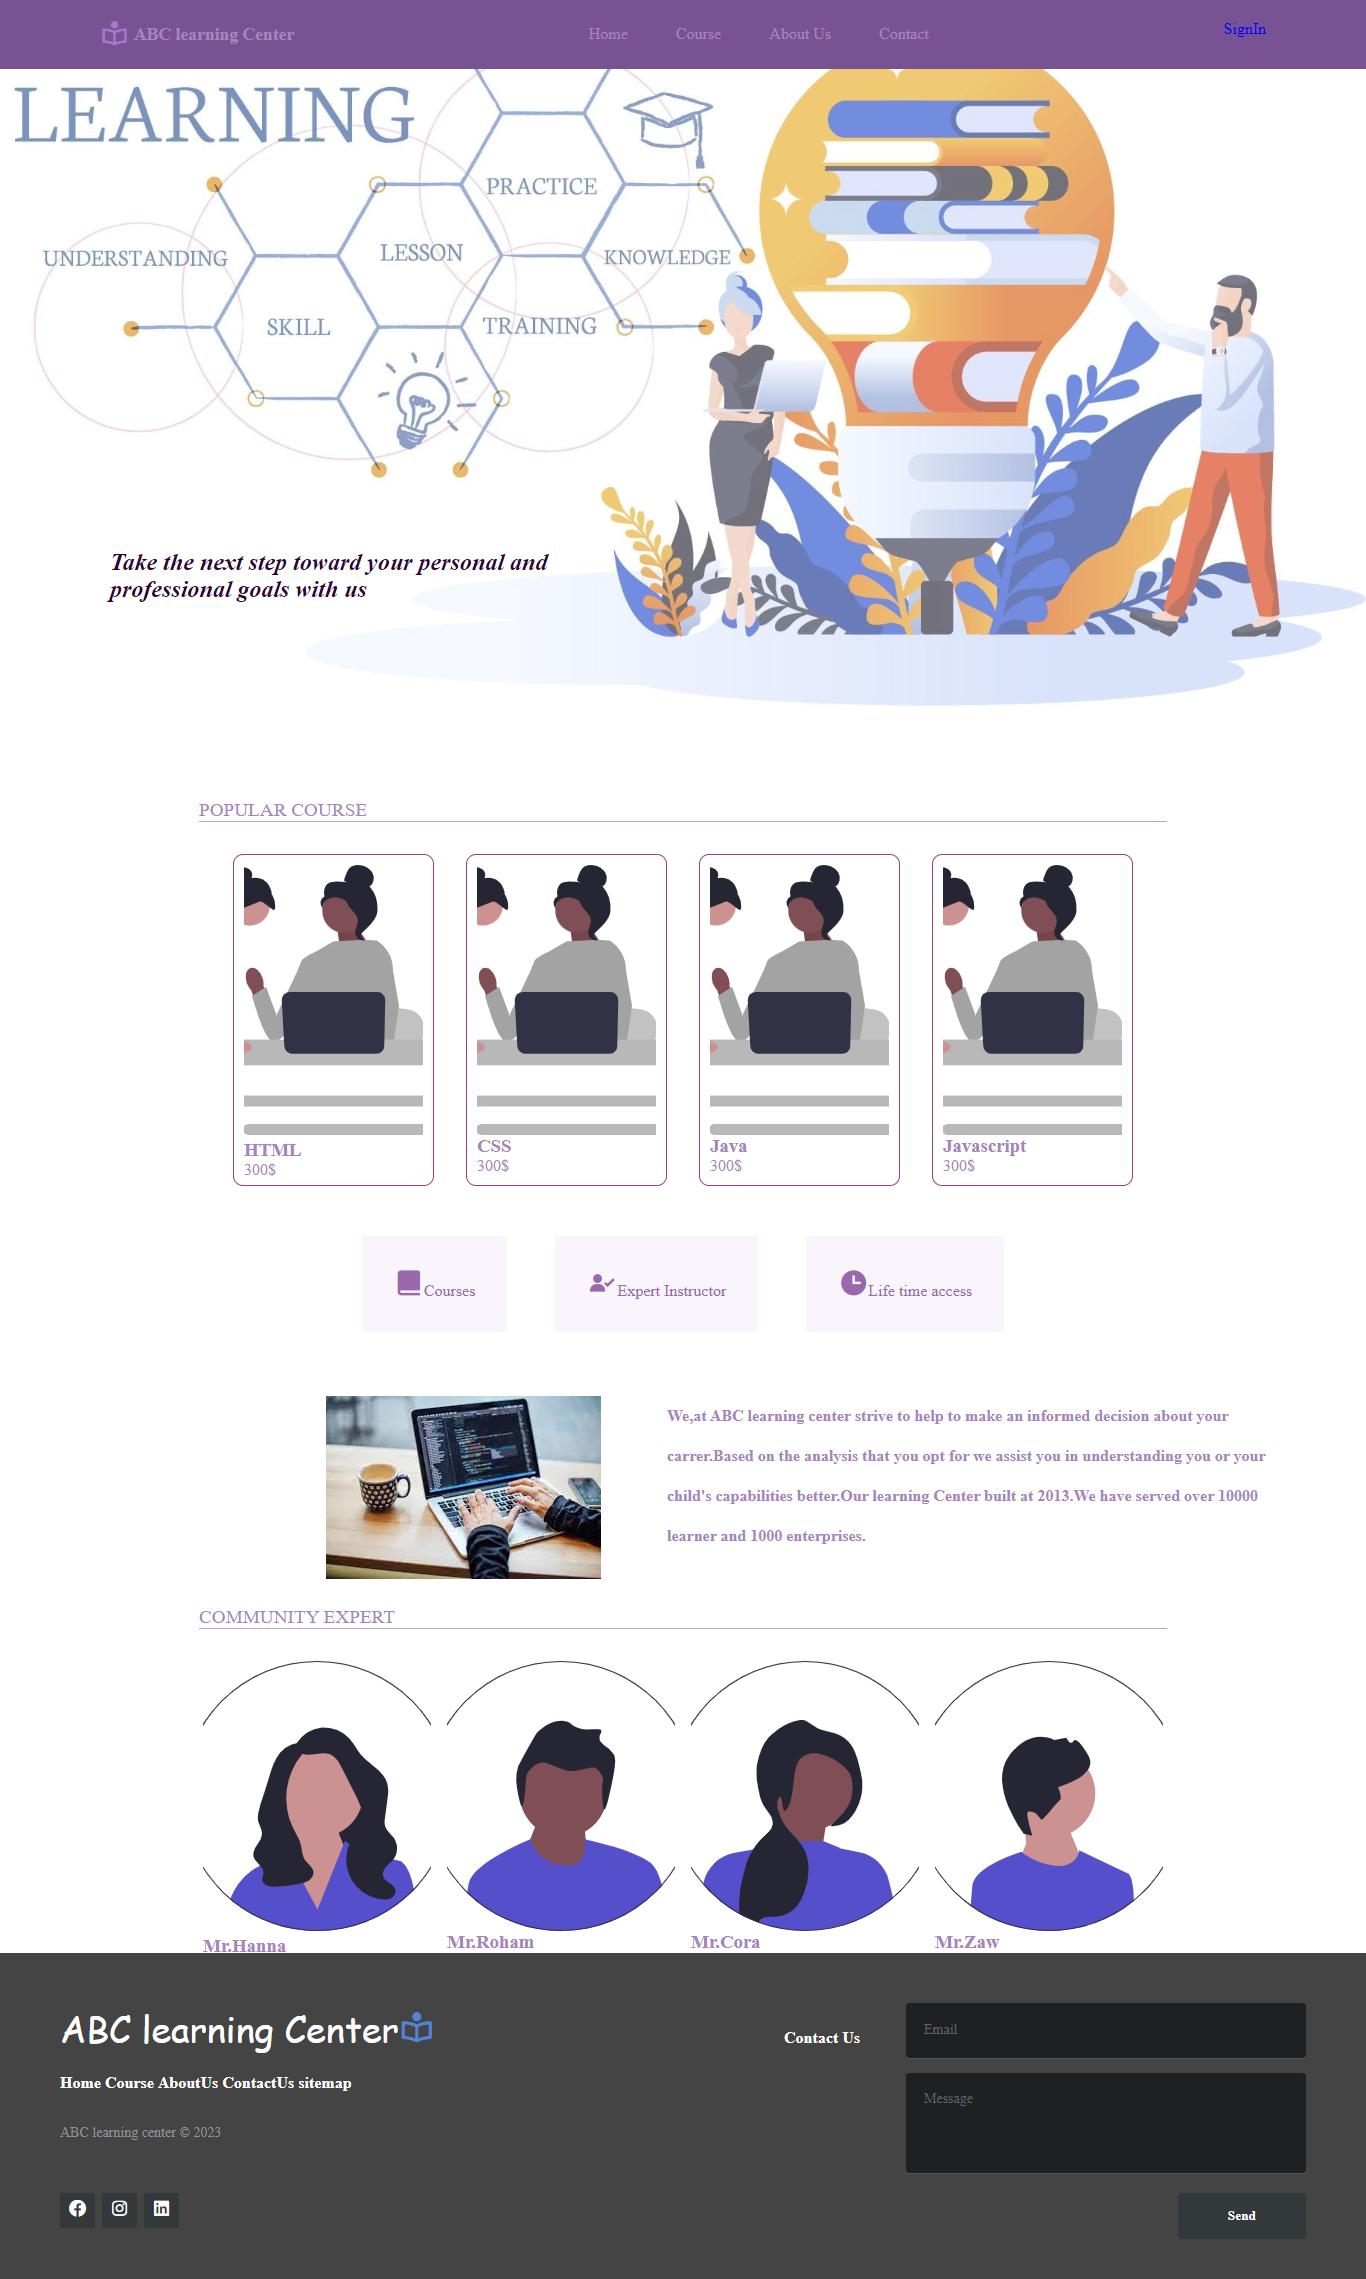 ABC learning Center
Home Course About Us Contact
SignIn
LEARNING
PRACTICE
UNDERSTANDING
LESSON
KNOWLEDGE
SKILL
TRAINING
Take the next step toward your personal and
professional goals with us
POPULAR COURSE
HTML
300$
CSS
300$
Java
300$
Javascript
300$
Courses
Expert Instructor
Life time access
We,at ABC learning center strive to help to make an informed decision about your
carrer.Based on the analysis that you opt for we assist you in understanding you or your
child's capabilities better.Our learning Center built at 2013.We have served over 10000
learner and 1000 enterprises.
COMMUNITY EXPERT
Mr.Hanna
Mr.Roham
Mr.Cora
Mr.Zaw
ABC learning Center
Home Course AboutUs ContactUs sitemap
ABC learning center © 2023
Contact Us
Email
Message
Send